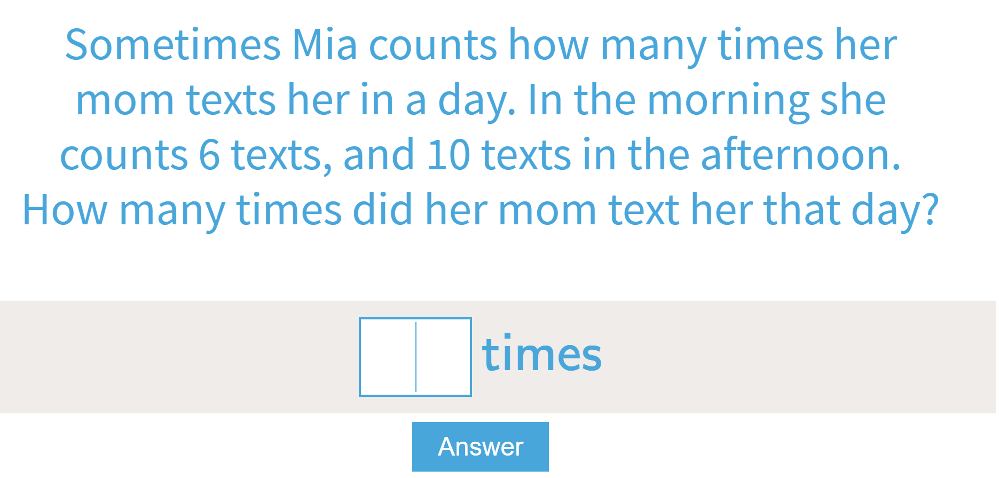 Sometimes Mia counts how many times her
mom texts her in a day. In the morning she
counts 6 texts, and 10 texts in the afternoon.
How many times did her mom text her that day?
times
Answer